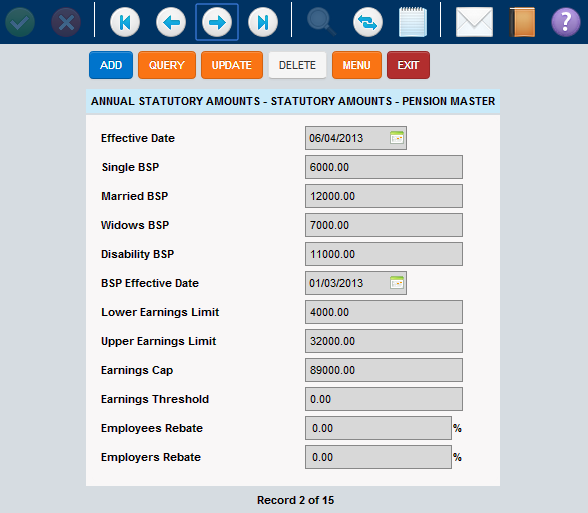 ?
ADD QUERY UPDATE DELETE MENU EXIT
ANNUAL STATUTORY AMOUNTS - STATUTORY AMOUNTS - PENSION MASTER
Effective Date 06/04/2013
Single BSP 6000.00
Married BSP 12000.00
Widows BSP 7000.00
Disability BSP 11000.00
BSP Effective Date 01/03/2013
Lower Earnings Limit 4000.00
Upper Earnings Limit 32000.00
Earnings Cap 89000.00
Earnings Threshold 0.00
Employees Rebate 0.00 %
Employers Rebate 0.00 %
Record 2 of 15